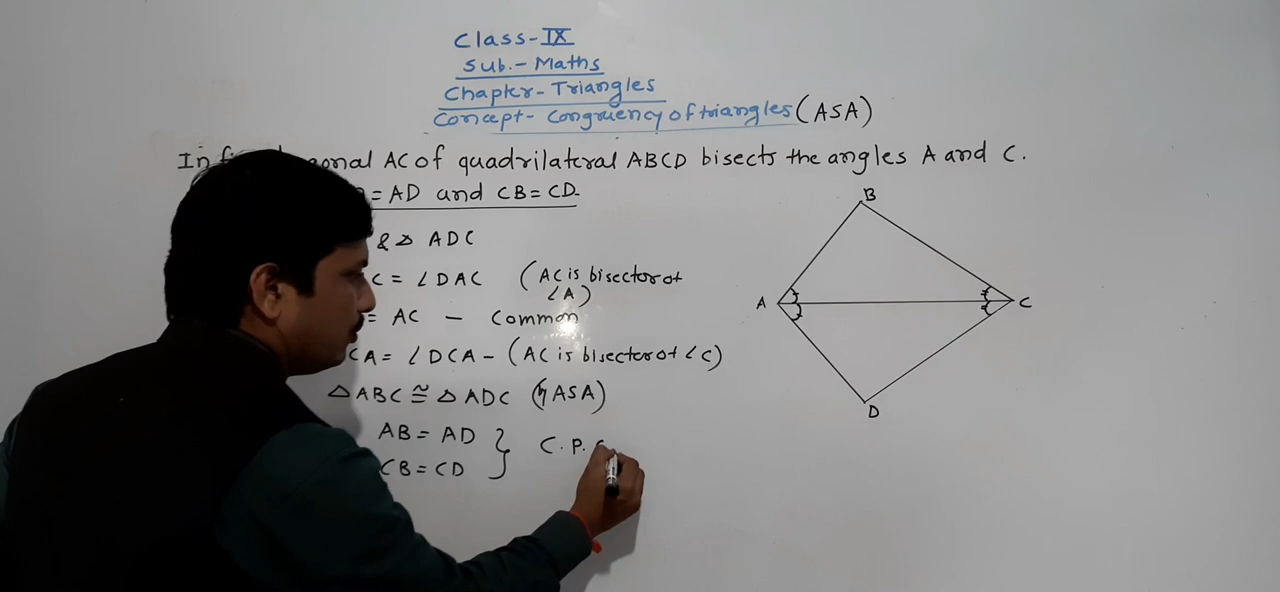 Class-IX
Sub.- Maths
Chapter- Triangles
Concept- Congruency of triangles (ASA)
In AC of quadrilateral ABCD bisects the angles A and C.
= AD and CB = CD.
& △ ADC
C = ∠DAC (AC is bisector of
∠A)
= AC - Common
CA = ∠DCA - (AC is bisector of ∠C)
△ABC ≅ △ADC (by ASA)
AB = AD
CB = CD
} C.P.
B
A
C
D